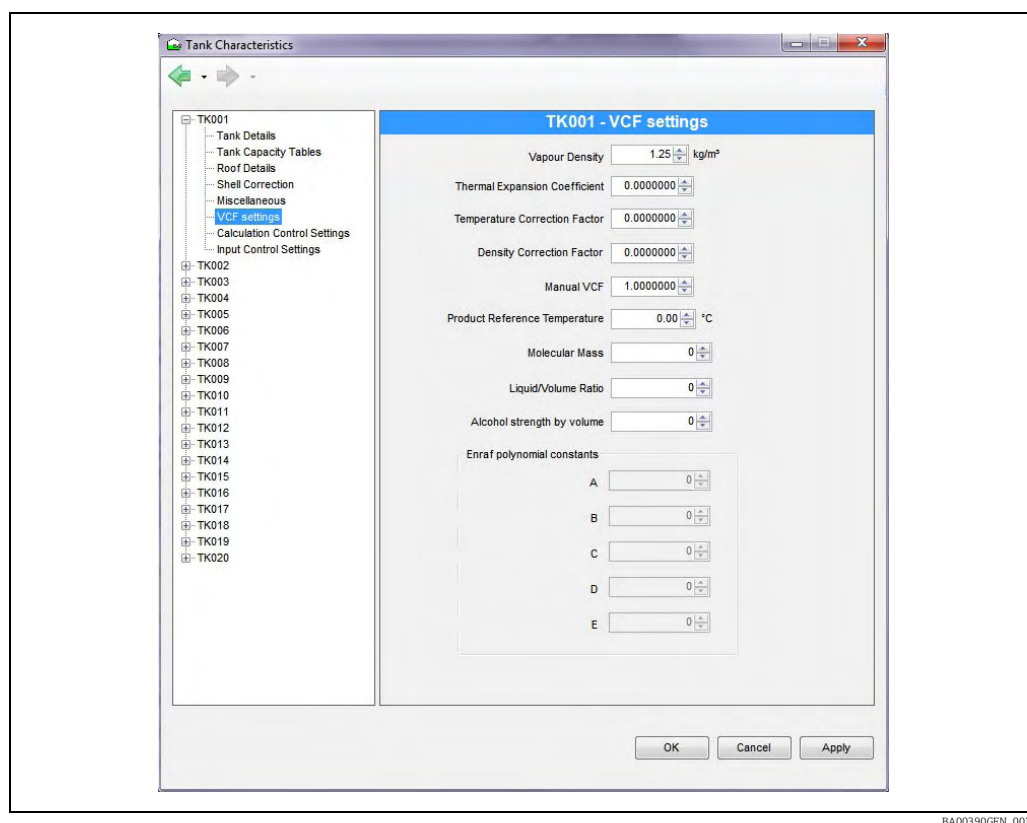 Tank Characteristics
TK001
Tank Details
Tank Capacity Tables
Roof Details
Shell Correction
Miscellaneous
VCF settings
Calculation Control Settings
Input Control Settings
TK002
TK003
TK004
TK005
TK006
TK007
TK008
TK009
TK010
TK011
TK012
TK013
TK014
TK015
TK016
TK017
TK018
TK019
TK020
TK001 - VCF settings
Vapour Density 1.25 kg/m³
Thermal Expansion Coefficient 0.0000000
Temperature Correction Factor 0.0000000
Density Correction Factor 0.0000000
Manual VCF 1.0000000
Product Reference Temperature 0.00 °C
Molecular Mass 0
Liquid/Volume Ratio 0
Alcohol strength by volume 0
Enraf polynomial constants
A 0
B 0
C 0
D 0
E 0
OK Cancel Apply